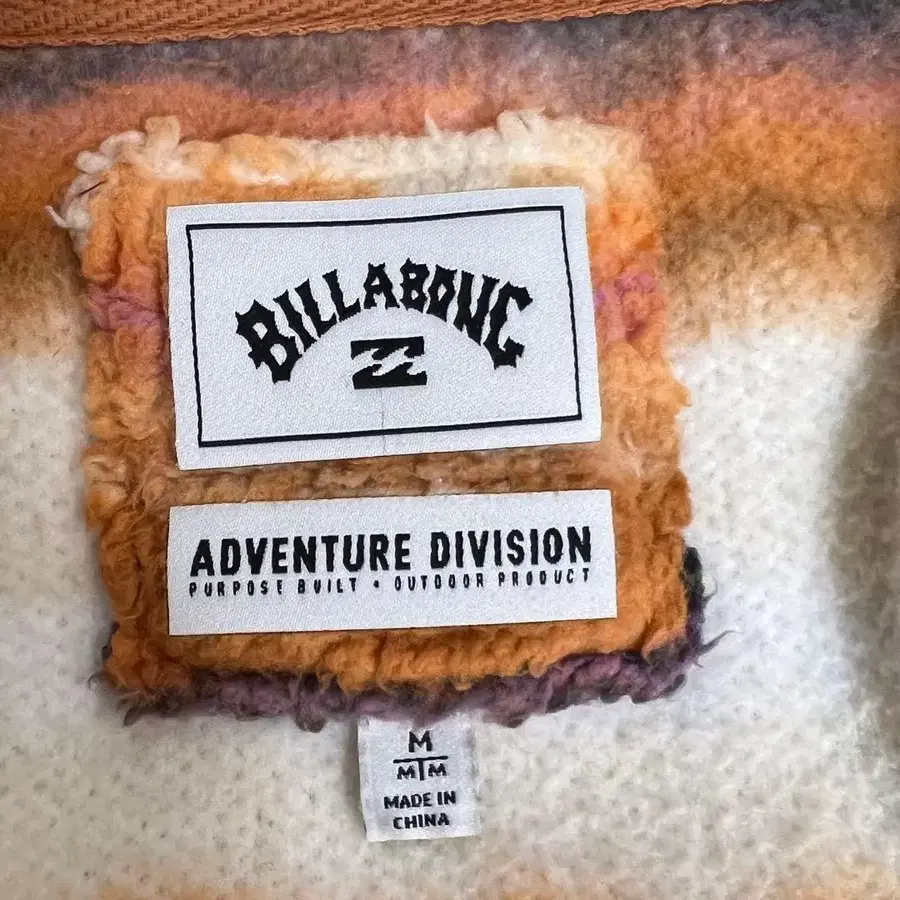 BILLABONG
ADVENTURE DIVISION
PURPOSE BUILT • OUTDOOR PRODUCT
M
M M
MADE IN
CHINA